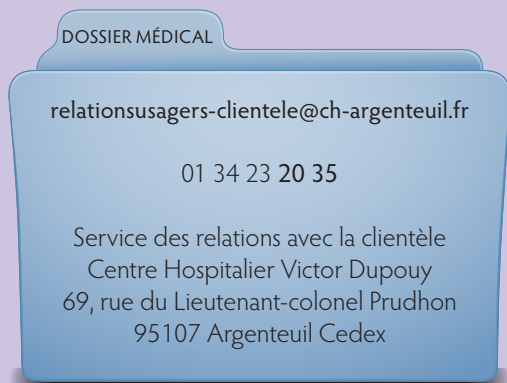 DOSSIER MÉDICAL
relationsusagers-clientele@ch-argenteuil.fr
01 34 23 20 35
Service des relations avec la clientèle
Centre Hospitalier Victor Dupouy
69, rue du Lieutenant-colonel Prudhon
95107 Argenteuil Cedex